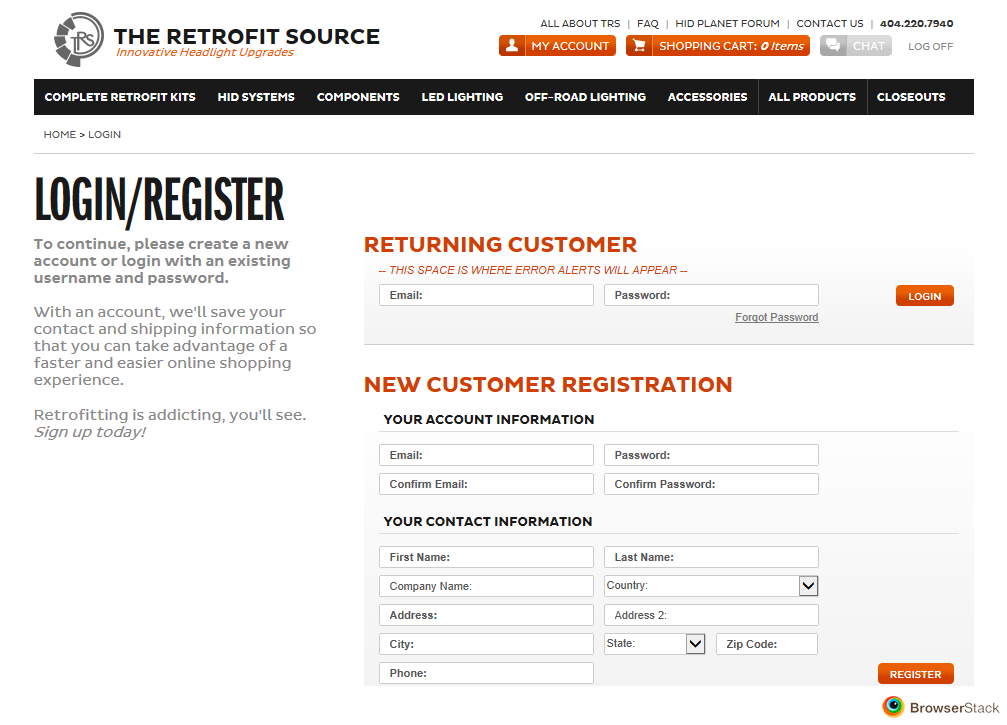 TRS
THE RETROFIT SOURCE
Innovative Headlight Upgrades
ALL ABOUT TRS | FAQ | HID PLANET FORUM | CONTACT US | 404.220.7940
MY ACCOUNT SHOPPING CART: 0 Items CHAT LOG OFF
COMPLETE RETROFIT KITS HID SYSTEMS COMPONENTS LED LIGHTING OFF-ROAD LIGHTING ACCESSORIES ALL PRODUCTS CLOSEOUTS
HOME > LOGIN
LOGIN/REGISTER
To continue, please create a new
account or login with an existing
username and password.
With an account, we'll save your
contact and shipping information so
that you can take advantage of a
faster and easier online shopping
experience.
Retrofitting is addicting, you'll see.
Sign up today!
RETURNING CUSTOMER
-- THIS SPACE IS WHERE ERROR ALERTS WILL APPEAR --
Email: Password: LOGIN
Forgot Password
NEW CUSTOMER REGISTRATION
YOUR ACCOUNT INFORMATION
Email: Password:
Confirm Email: Confirm Password:
YOUR CONTACT INFORMATION
First Name: Last Name:
Company Name: Country:
Address: Address 2:
City: State: Zip Code:
Phone: REGISTER
BrowserStack